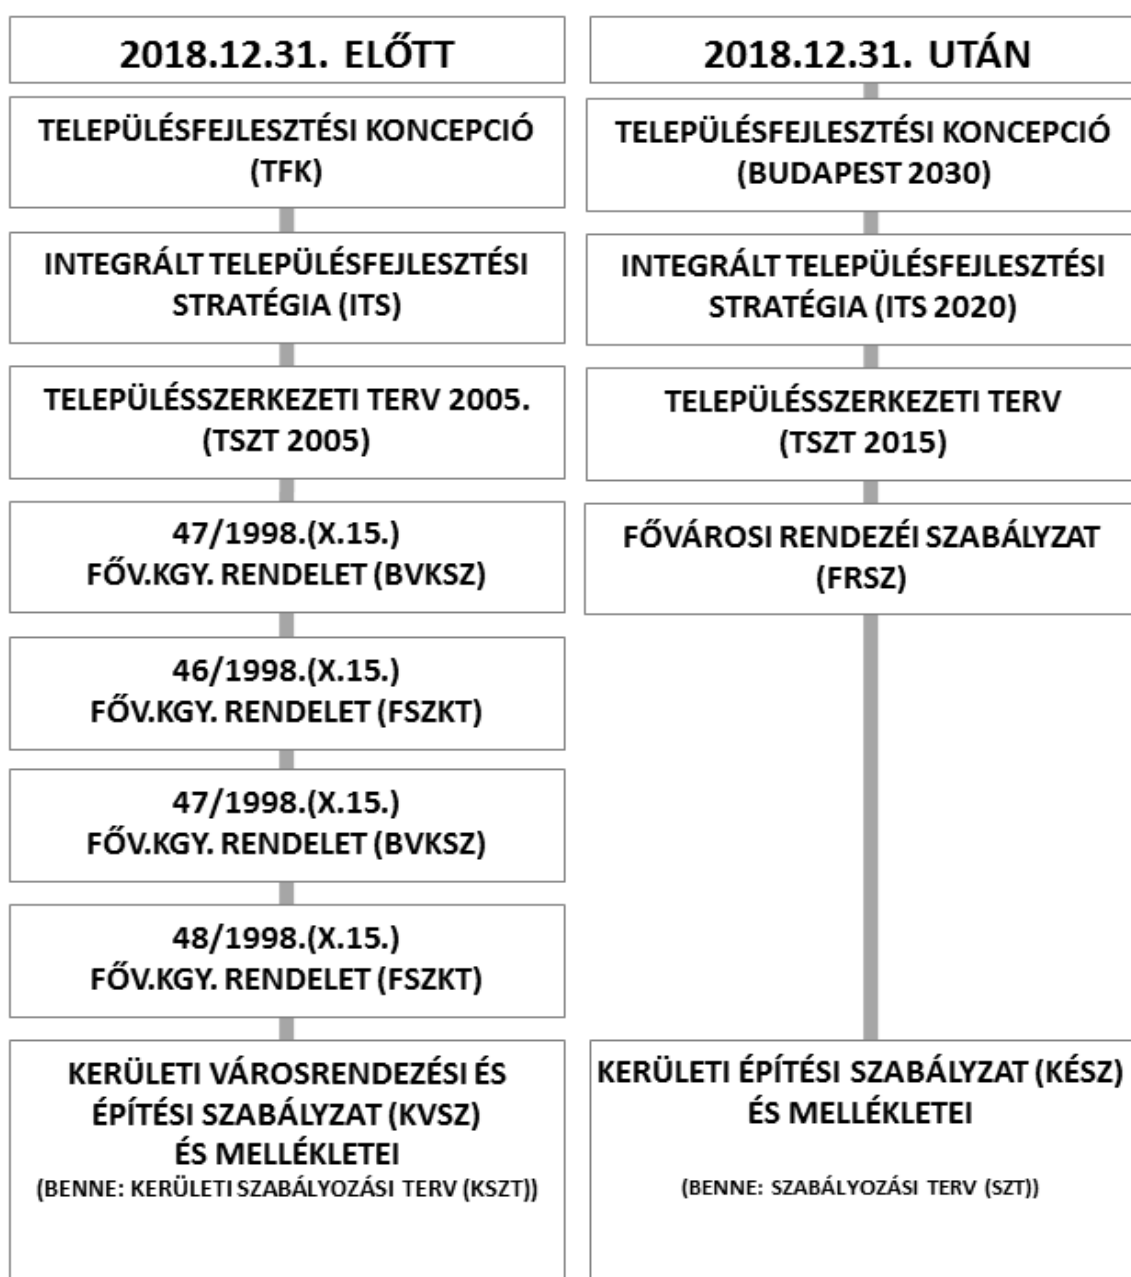 2018.12.31. ELŐTT
TELEPÜLÉSFEJLESZTÉSI KONCEPCIÓ
(TFK)
INTEGRÁLT TELEPÜLÉSFEJLESZTÉSI
STRATÉGIA (ITS)
TELEPÜLÉSSZERKEZETI TERV 2005.
(TSZT 2005)
47/1998.(X.15.)
FŐV.KGY. RENDELET (BVKSZ)
46/1998.(X.15.)
FŐV.KGY. RENDELET (FSZKT)
47/1998.(X.15.)
FŐV.KGY. RENDELET (BVKSZ)
48/1998.(X.15.)
FŐV.KGY. RENDELET (FSZKT)
KERÜLETI VÁROSRENDEZÉSI ÉS
ÉPÍTÉSI SZABÁLYZAT (KVSZ)
ÉS MELLÉKLETEI
(BENNE: KERÜLETI SZABÁLYOZÁSI TERV (KSZT))
2018.12.31. UTÁN
TELEPÜLÉSFEJLESZTÉSI KONCEPCIÓ
(BUDAPEST 2030)
INTEGRÁLT TELEPÜLÉSFEJLESZTÉSI
STRATÉGIA (ITS 2020)
TELEPÜLÉSSZERKEZETI TERV
(TSZT 2015)
FŐVÁROSI RENDEZÉI SZABÁLYZAT
(FRSZ)
KERÜLETI ÉPÍTÉSI SZABÁLYZAT (KÉSZ)
ÉS MELLÉKLETEI
(BENNE: SZABÁLYOZÁSI TERV (SZT))